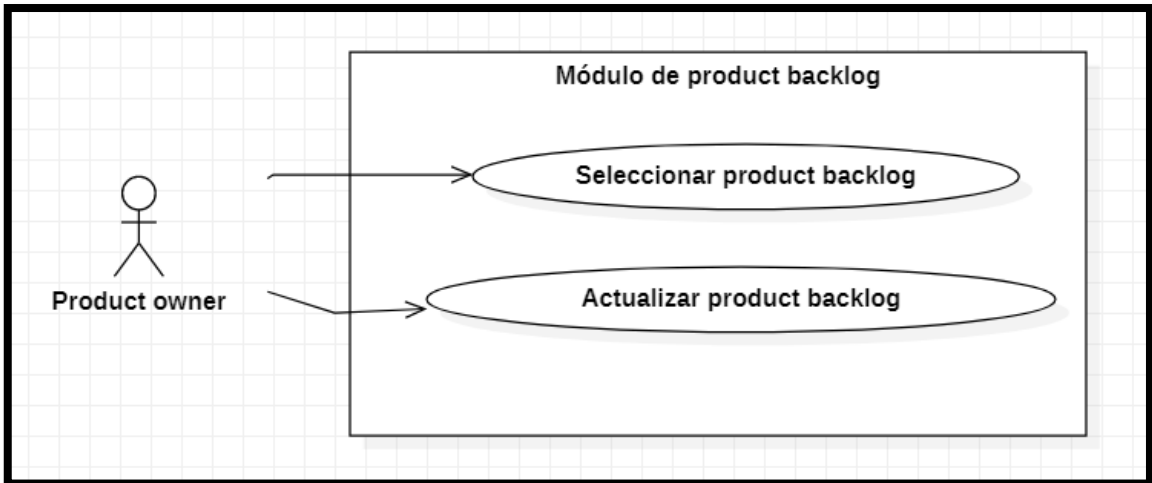 Módulo de product backlog
Seleccionar product backlog
Product owner
Actualizar product backlog